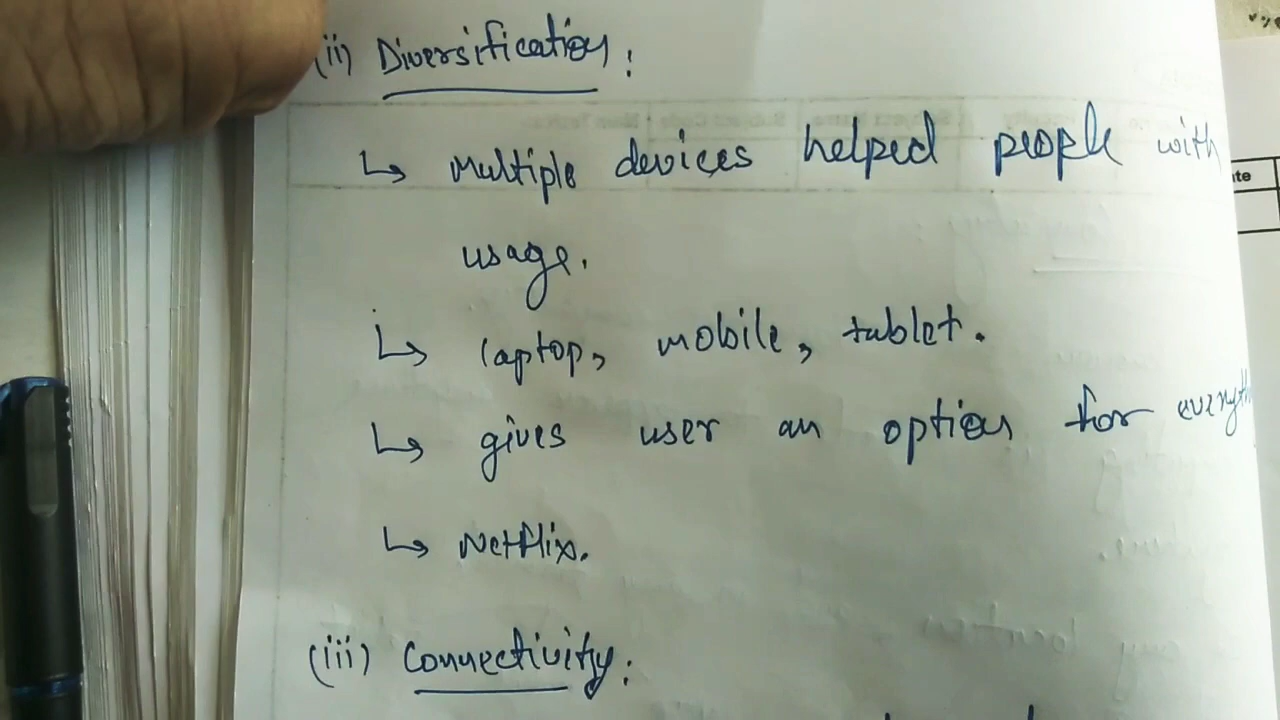 (ii) Diversification:
↳ Multiple devices helped people with
usage.
↳ laptop, mobile, tablet.
↳ gives user an option for everyth
↳ Netflix.
(iii) Connectivity: